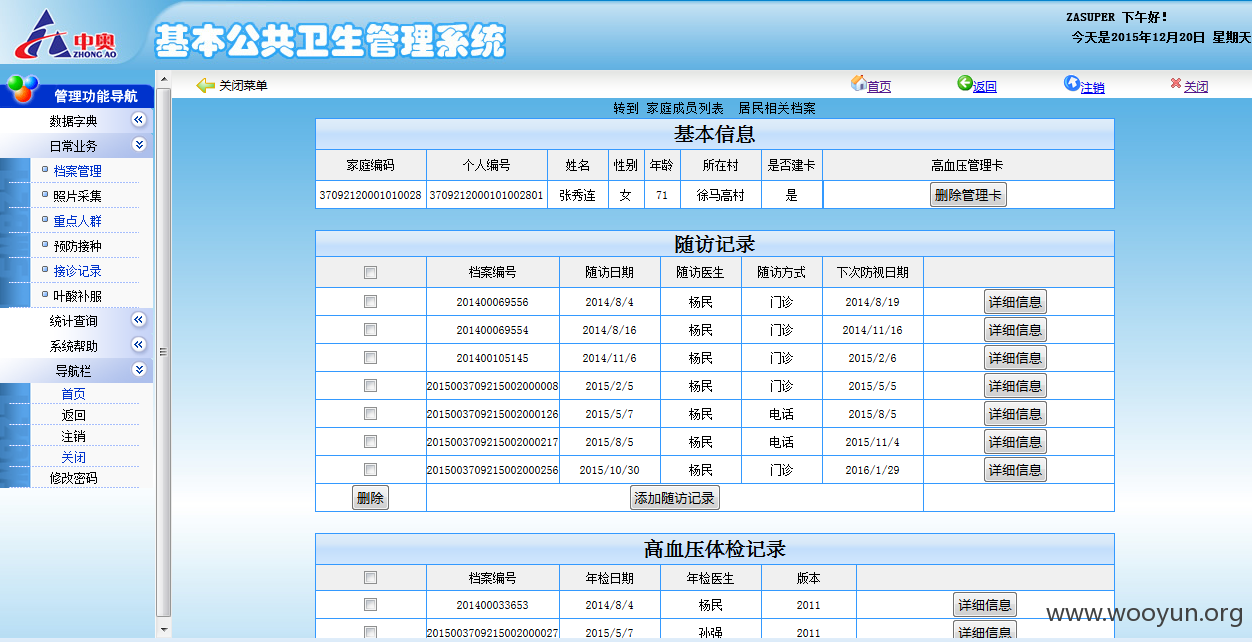 中奥
ZHONG AO
基本公共卫生管理系统
ZASUPER 下午好!
今天是2015年12月20日 星期天
管理功能导航
数据字典
日常业务
档案管理
照片采集
重点人群
预防接种
接诊记录
叶酸补服
统计查询
系统帮助
导航栏
首页
返回
注销
关闭
修改密码
关闭菜单 首页 返回 注销 关闭
转到 家庭成员列表 居民相关档案
基本信息
家庭编码 个人编号 姓名 性别 年龄 所在村 是否建卡 高血压管理卡
37092120001010028 3709212000101002801 张秀连 女 71 徐马高村 是 删除管理卡
随访记录
档案编号 随访日期 随访医生 随访方式 下次防视日期
201400069556 2014/8/4 杨民 门诊 2014/8/19 详细信息
201400069554 2014/8/16 杨民 门诊 2014/11/16 详细信息
201400105145 2014/11/6 杨民 门诊 2015/2/6 详细信息
2015003709215002000008 2015/2/5 杨民 门诊 2015/5/5 详细信息
2015003709215002000126 2015/5/7 杨民 电话 2015/8/5 详细信息
2015003709215002000217 2015/8/5 杨民 电话 2015/11/4 详细信息
2015003709215002000256 2015/10/30 杨民 门诊 2016/1/29 详细信息
删除 添加随访记录
高血压体检记录
档案编号 年检日期 年检医生 版本
201400033653 2014/8/4 杨民 2011 详细信息
2015003709215002000027 2015/5/7 孙强 2011 详细信息
www.wooyun.org